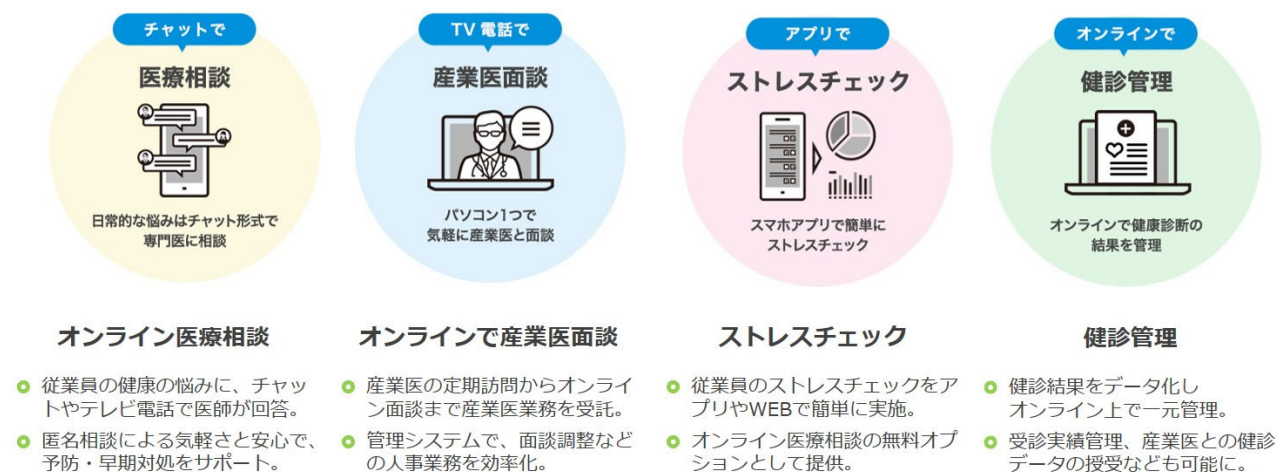 チャットで
医療相談
日常的な悩みはチャット形式で
専門医に相談
TV 電話で
産業医面談
パソコン1つで
気軽に産業医と面談
アプリで
ストレスチェック
スマホアプリで簡単に
ストレスチェック
オンラインで
健診管理
オンラインで健康診断の
結果を管理
オンライン医療相談
従業員の健康の悩みに、チャッ
トやテレビ電話で医師が回答。
匿名相談による気軽さと安心で、
予防・早期対処をサポート。
オンラインで産業医面談
産業医の定期訪問からオンライ
ン面談まで産業医業務を受託。
管理システムで、面談調整など
の人事業務を効率化。
ストレスチェック
従業員のストレスチェックをア
プリやWEBで簡単に実施。
オンライン医療相談の無料オプ
ションとして提供。
健診管理
健診結果をデータ化し
オンライン上で一元管理。
受診実績管理、産業医との健診
データの授受なども可能に。